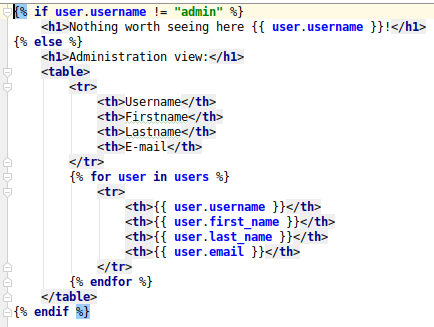 {% if user.username != "admin" %}
    <h1>Nothing worth seeing here {{ user.username }}!</h1>
{% else %}
    <h1>Administration view:</h1>
    <table>
        <tr>
            <th>Username</th>
            <th>Firstname</th>
            <th>Lastname</th>
            <th>E-mail</th>
        </tr>
        {% for user in users %}
            <tr>
                <th>{{ user.username }}</th>
                <th>{{ user.first_name }}</th>
                <th>{{ user.last_name }}</th>
                <th>{{ user.email }}</th>
            </tr>
        {% endfor %}
    </table>
{% endif %}